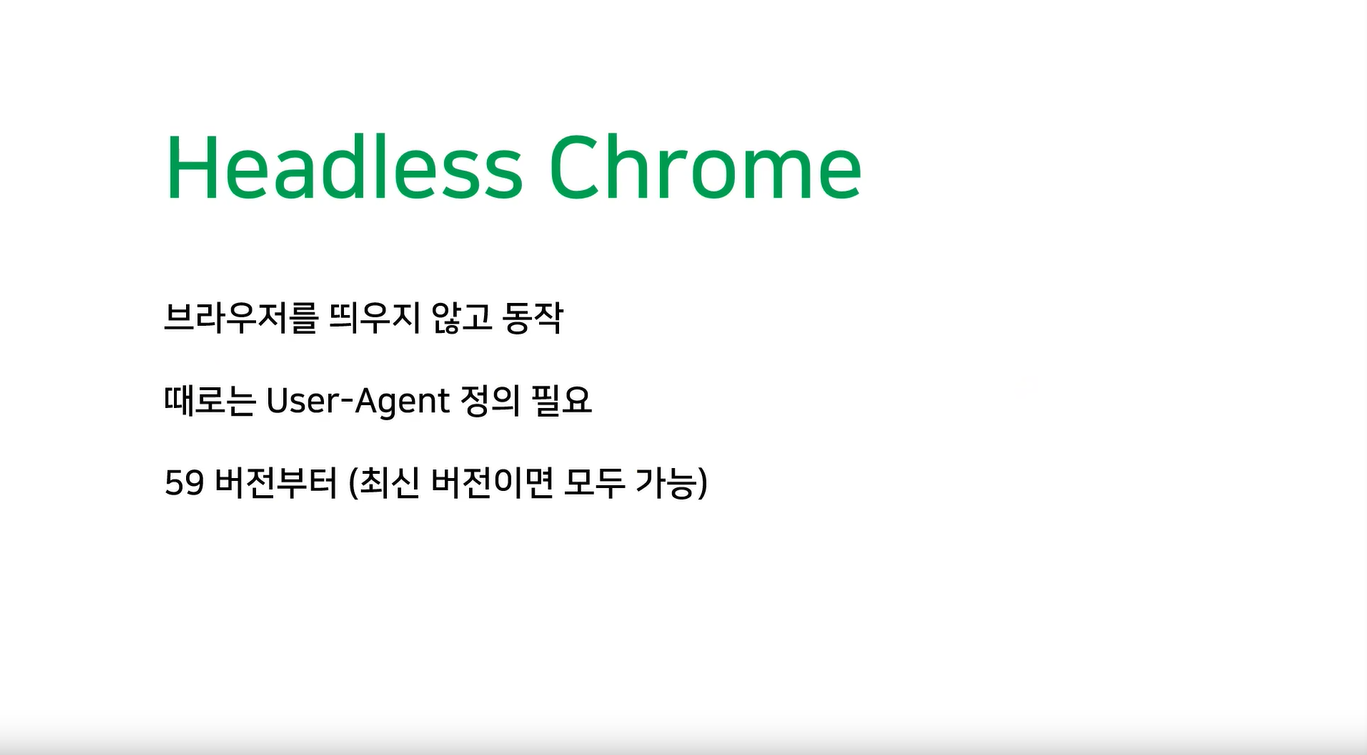 Headless Chrome
브라우저를 띄우지 않고 동작
때로는 User-Agent 정의 필요
59 버전부터 (최신 버전이면 모두 가능)